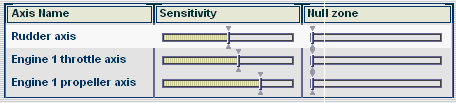 Axis Name Sensitivity Null zone
Rudder axis
Engine 1 throttle axis
Engine 1 propeller axis